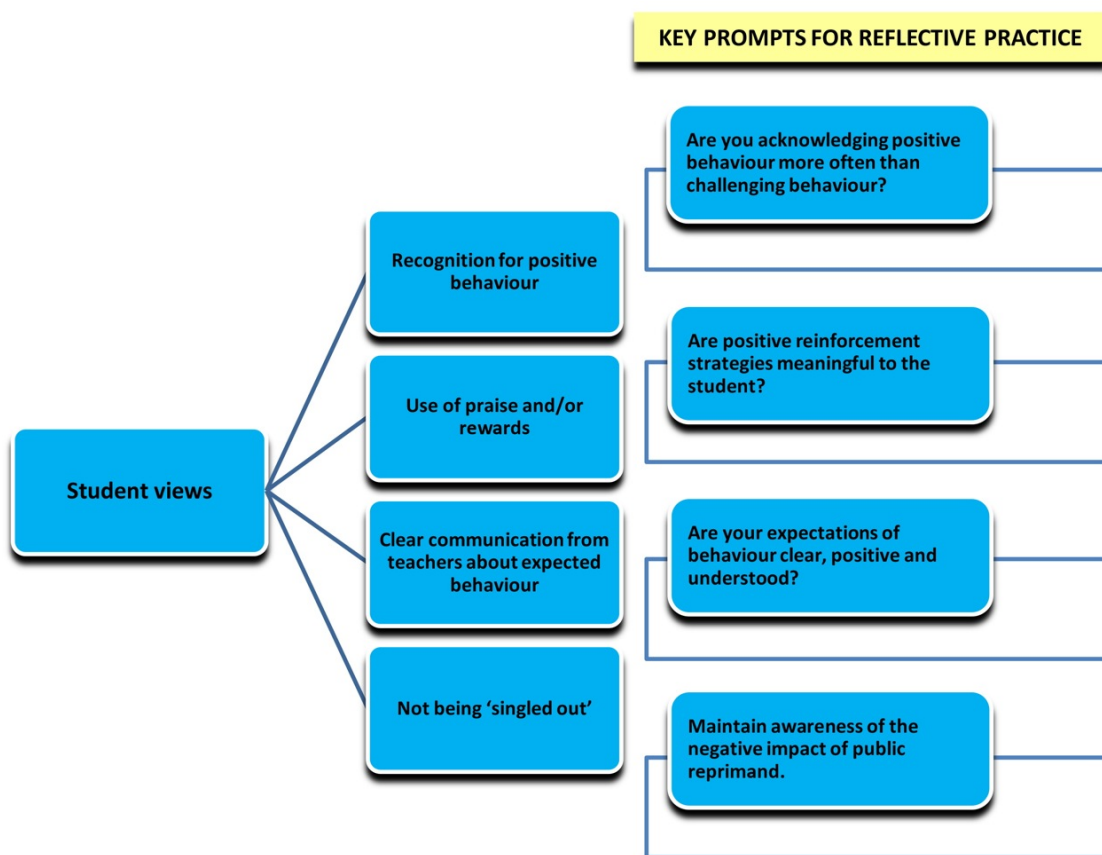 KEY PROMPTS FOR REFLECTIVE PRACTICE
Student views
Recognition for positive
behaviour
Use of praise and/or
rewards
Clear communication from
teachers about expected
behaviour
Not being ‘singled out’
Are you acknowledging positive
behaviour more often than
challenging behaviour?
Are positive reinforcement
strategies meaningful to the
student?
Are your expectations of
behaviour clear, positive and
understood?
Maintain awareness of the
negative impact of public
reprimand.